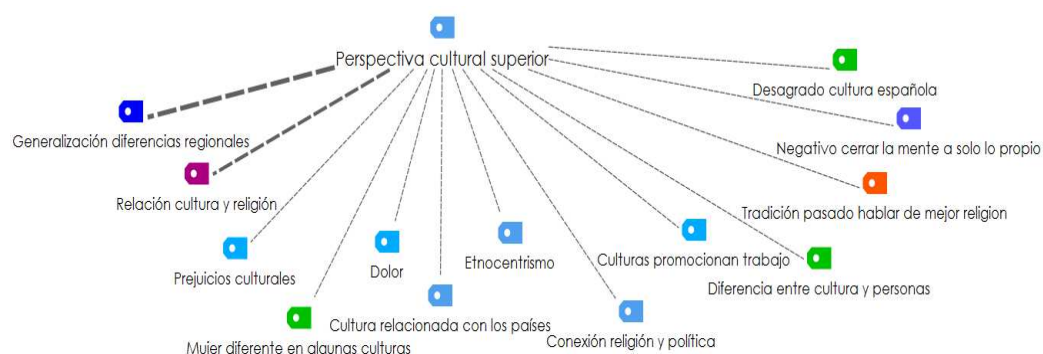 Perspectiva cultural superior
Desagrado cultura española
Generalización diferencias regionales
Negativo cerrar la mente a solo lo propio
Relación cultura y religión
Tradición pasado hablar de mejor religion
Prejuicios culturales
Dolor
Etnocentrismo
Culturas promocionan trabajo
Diferencia entre cultura y personas
Cultura relacionada con los países
Conexión religión y política
Mujer diferente en algunas culturas